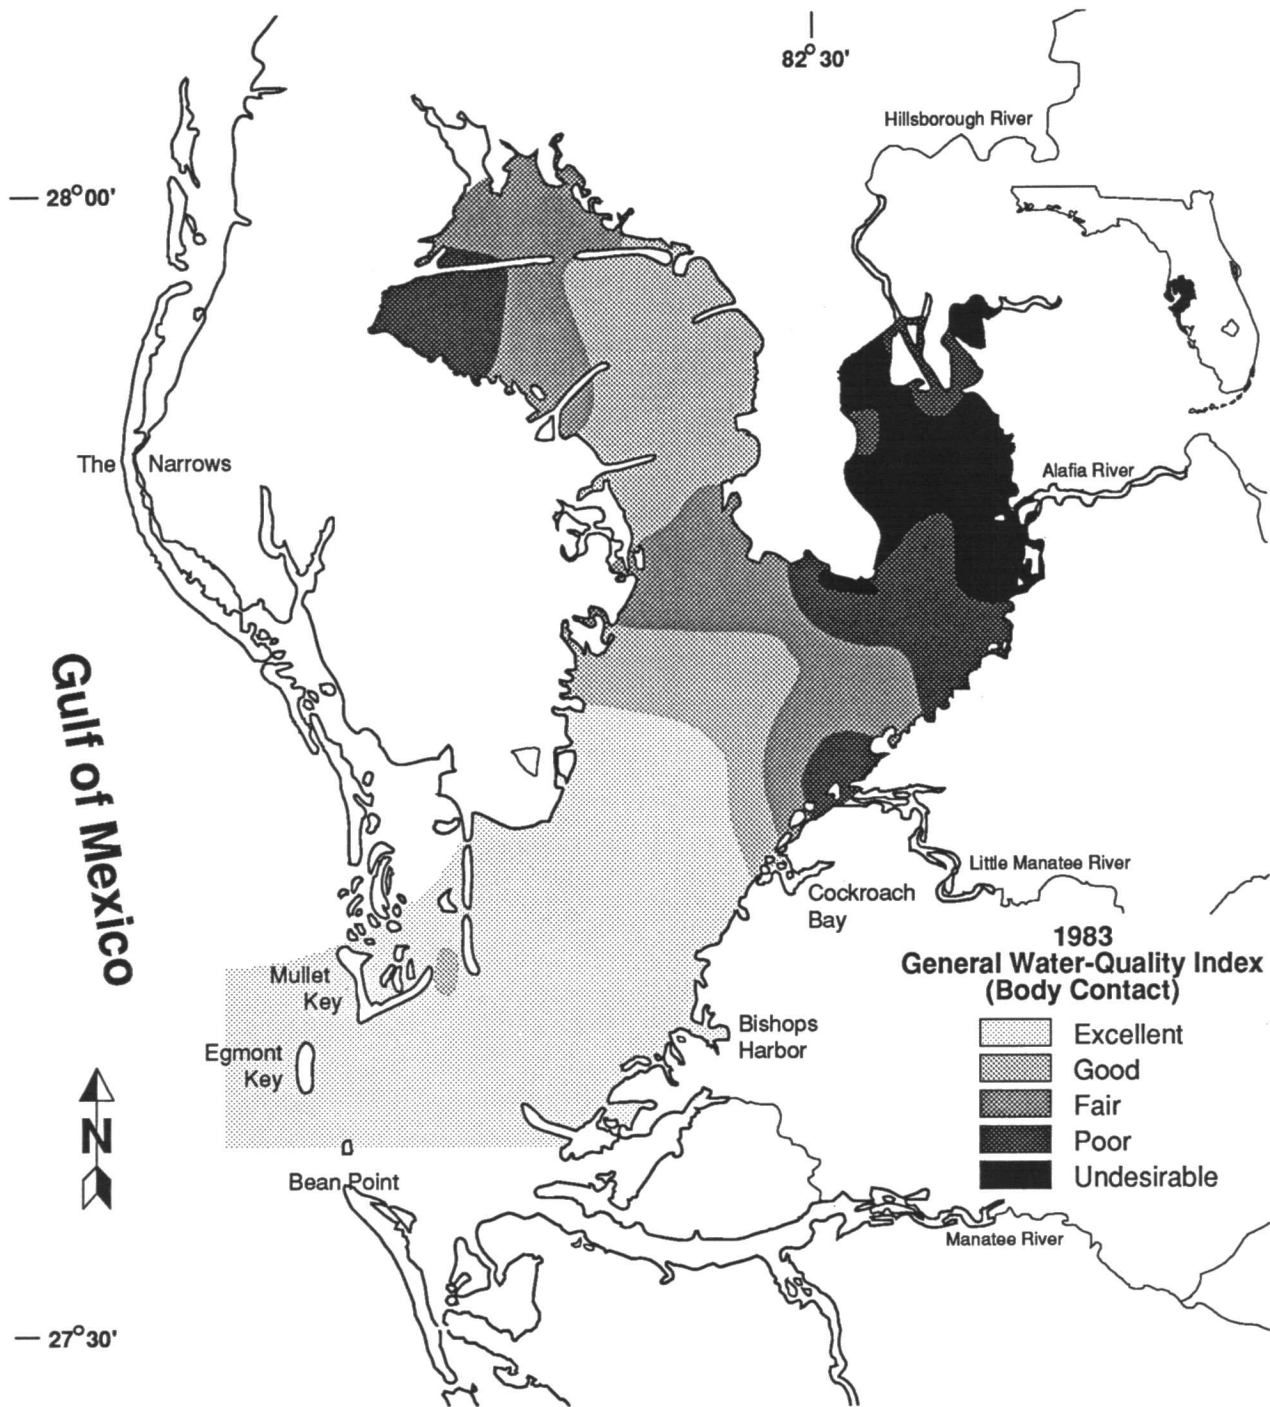 82° 30'
Hillsborough River
28°00'
The Narrows
Alafia River
Gulf of Mexico
Little Manatee River
Cockroach
Bay
1983
General Water-Quality Index
(Body Contact)
Excellent
Good
Fair
Poor
Undesirable
Mullet
Key
Bishops
Harbor
Egmont
Key
N
Bean Point
Manatee River
27°30'